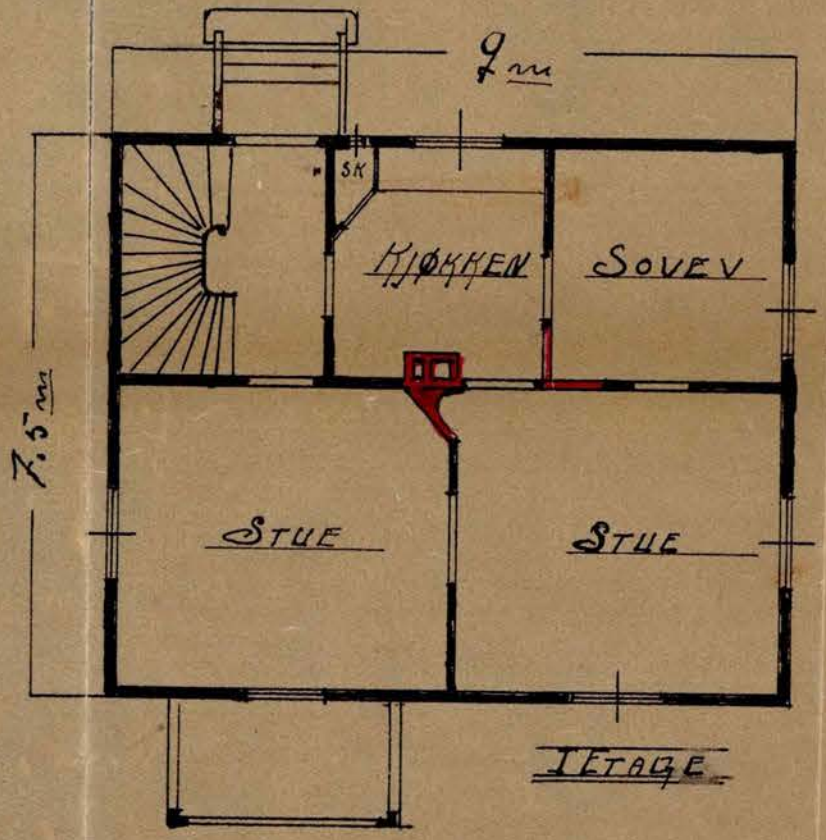 9 m
SK
KJØKKEN
SOVEV
7.5 m
STUE
STUE
I ETAGE